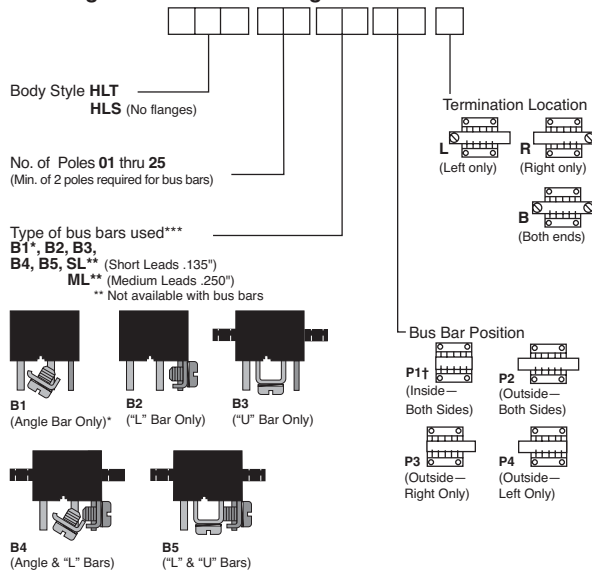 Body Style HLT
HLS (No flanges)
No. of Poles 01 thru 25
(Min. of 2 poles required for bus bars)
Type of bus bars used***
B1*, B2, B3,
B4, B5, SL** (Short Leads .135")
ML** (Medium Leads .250")
** Not available with bus bars
B1
(Angle Bar Only)*
B2
("L" Bar Only)
B3
("U" Bar Only)
B4
(Angle & "L" Bars)
B5
("L" & "U" Bars)
Termination Location
L
(Left only)
R
(Right only)
B
(Both ends)
Bus Bar Position
P1†
(Inside—
Both Sides)
P2
(Outside—
Both Sides)
P3
(Outside—
Right Only)
P4
(Outside—
Left Only)